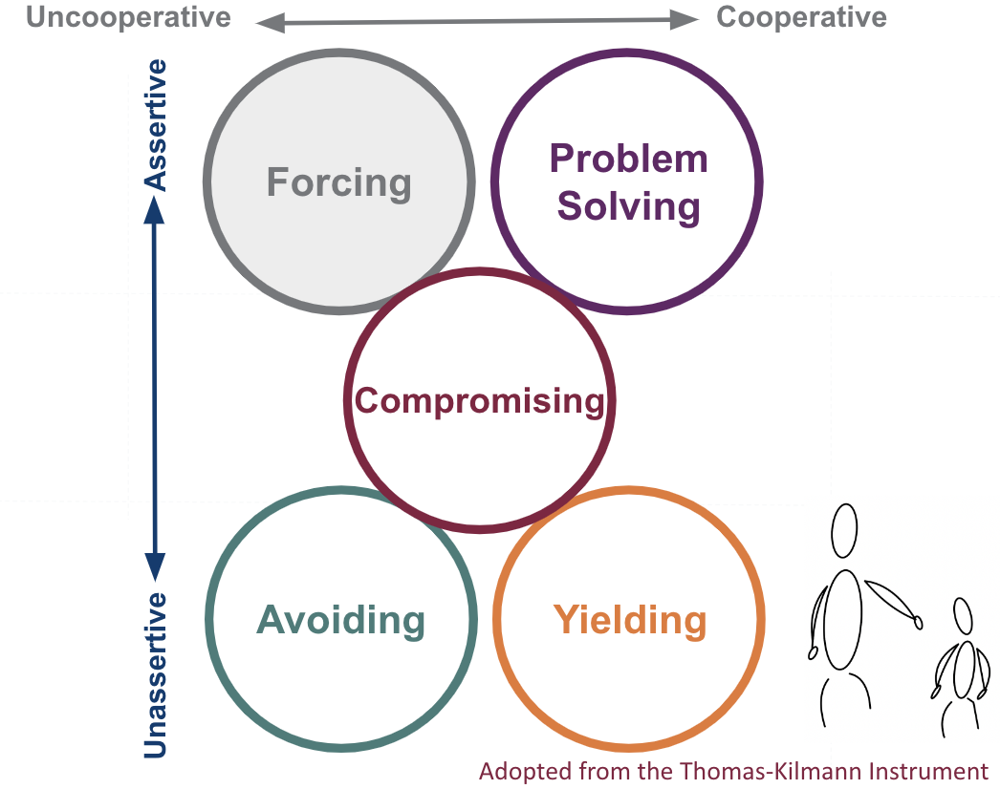 Uncooperative
Cooperative
Assertive
Unassertive
Forcing
Problem
Solving
Compromising
Avoiding
Yielding
Adopted from the Thomas-Kilmann Instrument